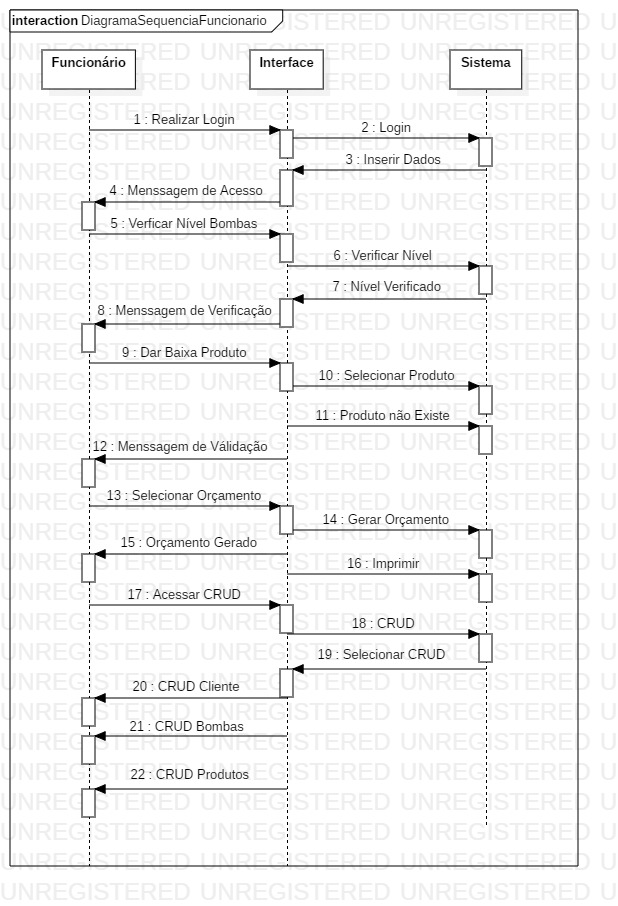 interaction DiagramaSequenciaFuncionario
Funcionário Interface Sistema
1 : Realizar Login
2 : Login
3 : Inserir Dados
4 : Menssagem de Acesso
5 : Verficar Nível Bombas
6 : Verificar Nível
7 : Nível Verificado
8 : Menssagem de Verificação
9 : Dar Baixa Produto
10 : Selecionar Produto
11 : Produto não Existe
12 : Menssagem de Válidação
13 : Selecionar Orçamento
14 : Gerar Orçamento
15 : Orçamento Gerado
16 : Imprimir
17 : Acessar CRUD
18 : CRUD
19 : Selecionar CRUD
20 : CRUD Cliente
21 : CRUD Bombas
22 : CRUD Produtos
UNREGISTERED UNREGISTERED UNREGISTERED